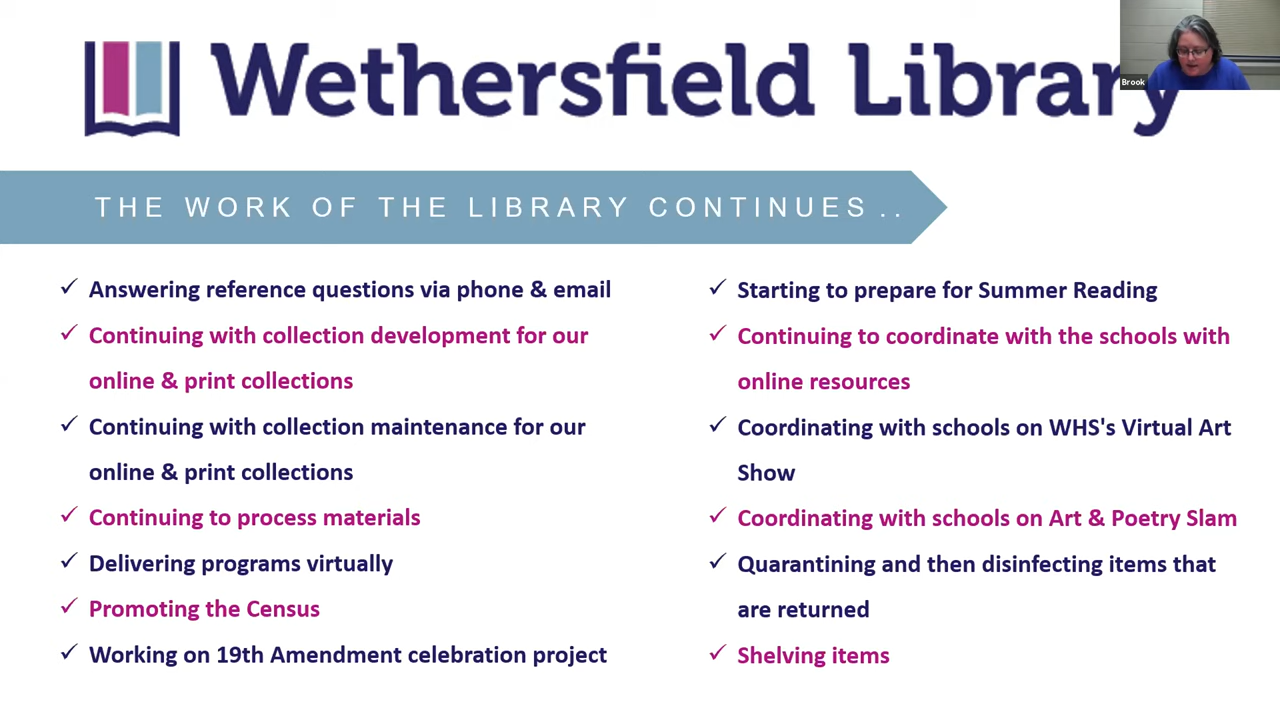 Wethersfield Library
Brook
THE WORK OF THE LIBRARY CONTINUES ..
✓ Answering reference questions via phone & email
✓ Continuing with collection development for our
online & print collections
✓ Continuing with collection maintenance for our
online & print collections
✓ Continuing to process materials
✓ Delivering programs virtually
✓ Promoting the Census
✓ Working on 19th Amendment celebration project
✓ Starting to prepare for Summer Reading
✓ Continuing to coordinate with the schools with
online resources
✓ Coordinating with schools on WHS's Virtual Art
Show
✓ Coordinating with schools on Art & Poetry Slam
✓ Quarantining and then disinfecting items that
are returned
✓ Shelving items